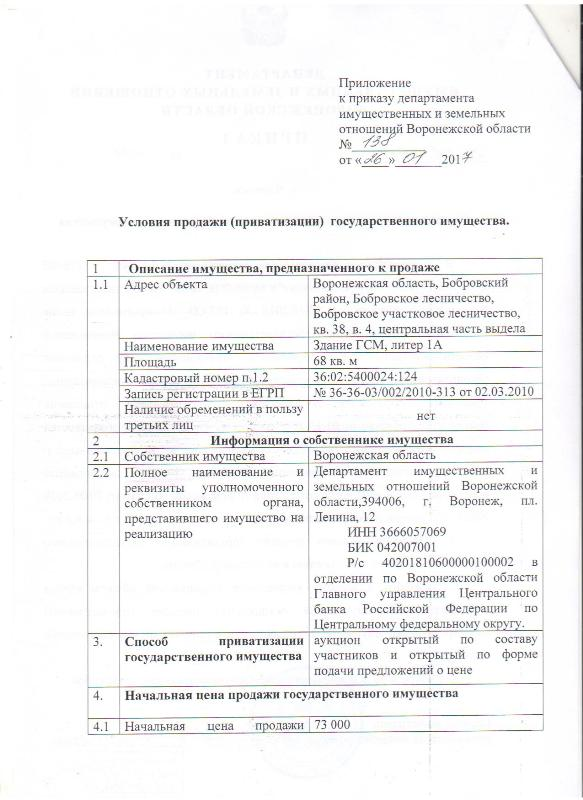 Приложение
к приказу департамента
имущественных и земельных
отношений Воронежской области
№ 138
от «26» 01 2017
Условия продажи (приватизации) государственного имущества.
1 Описание имущества, предназначенного к продаже
1.1 Адрес объекта Воронежская область, Бобровский
район, Бобровское лесничество,
Бобровское участковое лесничество,
кв. 38, в. 4, центральная часть выдела
Наименование имущества Здание ГСМ, литер 1А
Площадь 68 кв. м
Кадастровый номер п.1.2 36:02:5400024:124
Запись регистрации в ЕГРП № 36-36-03/002/2010-313 от 02.03.2010
Наличие обременений в пользу нет
третьих лиц
2 Информация о собственнике имущества
2.1 Собственник имущества Воронежская область
2.2 Полное наименование и Департамент имущественных и
реквизиты уполномоченного земельных отношений Воронежской
собственником органа, области,394006, г. Воронеж, пл.
представившего имущество на Ленина, 12
реализацию ИНН 3666057069
БИК 042007001
Р/с 40201810600000100002 в
отделении по Воронежской области
Главного управления Центрального
банка Российской Федерации по
Центральному федеральному округу.
3. Способ приватизации аукцион открытый по составу
государственного имущества участников и открытый по форме
подачи предложений о цене
4. Начальная цена продажи государственного имущества
4.1 Начальная цена продажи 73 000